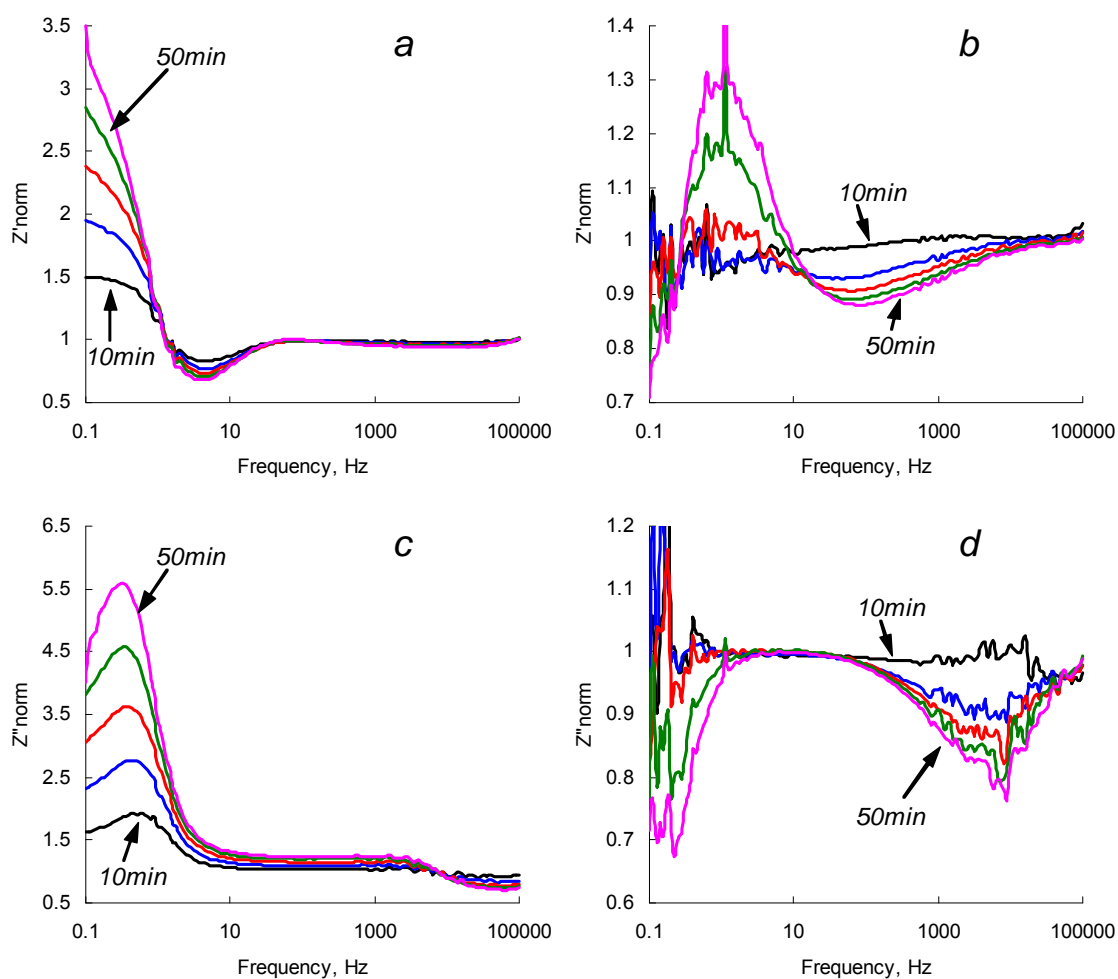 a
3.5
3
2.5
2
1.5
1
0.5
Z'norm
50min
10min
0.1
10
1000
100000
Frequency, Hz
b
1.4
1.3
1.2
1.1
1
0.9
0.8
0.7
Z'norm
10min
50min
0.1
10
1000
100000
Frequency, Hz
c
6.5
5.5
4.5
3.5
2.5
1.5
0.5
Z"norm
50min
10min
0.1
10
1000
100000
Frequency, Hz
d
1.2
1.1
1
0.9
0.8
0.7
0.6
Z"norm
10min
50min
0.1
10
1000
100000
Frequency, Hz